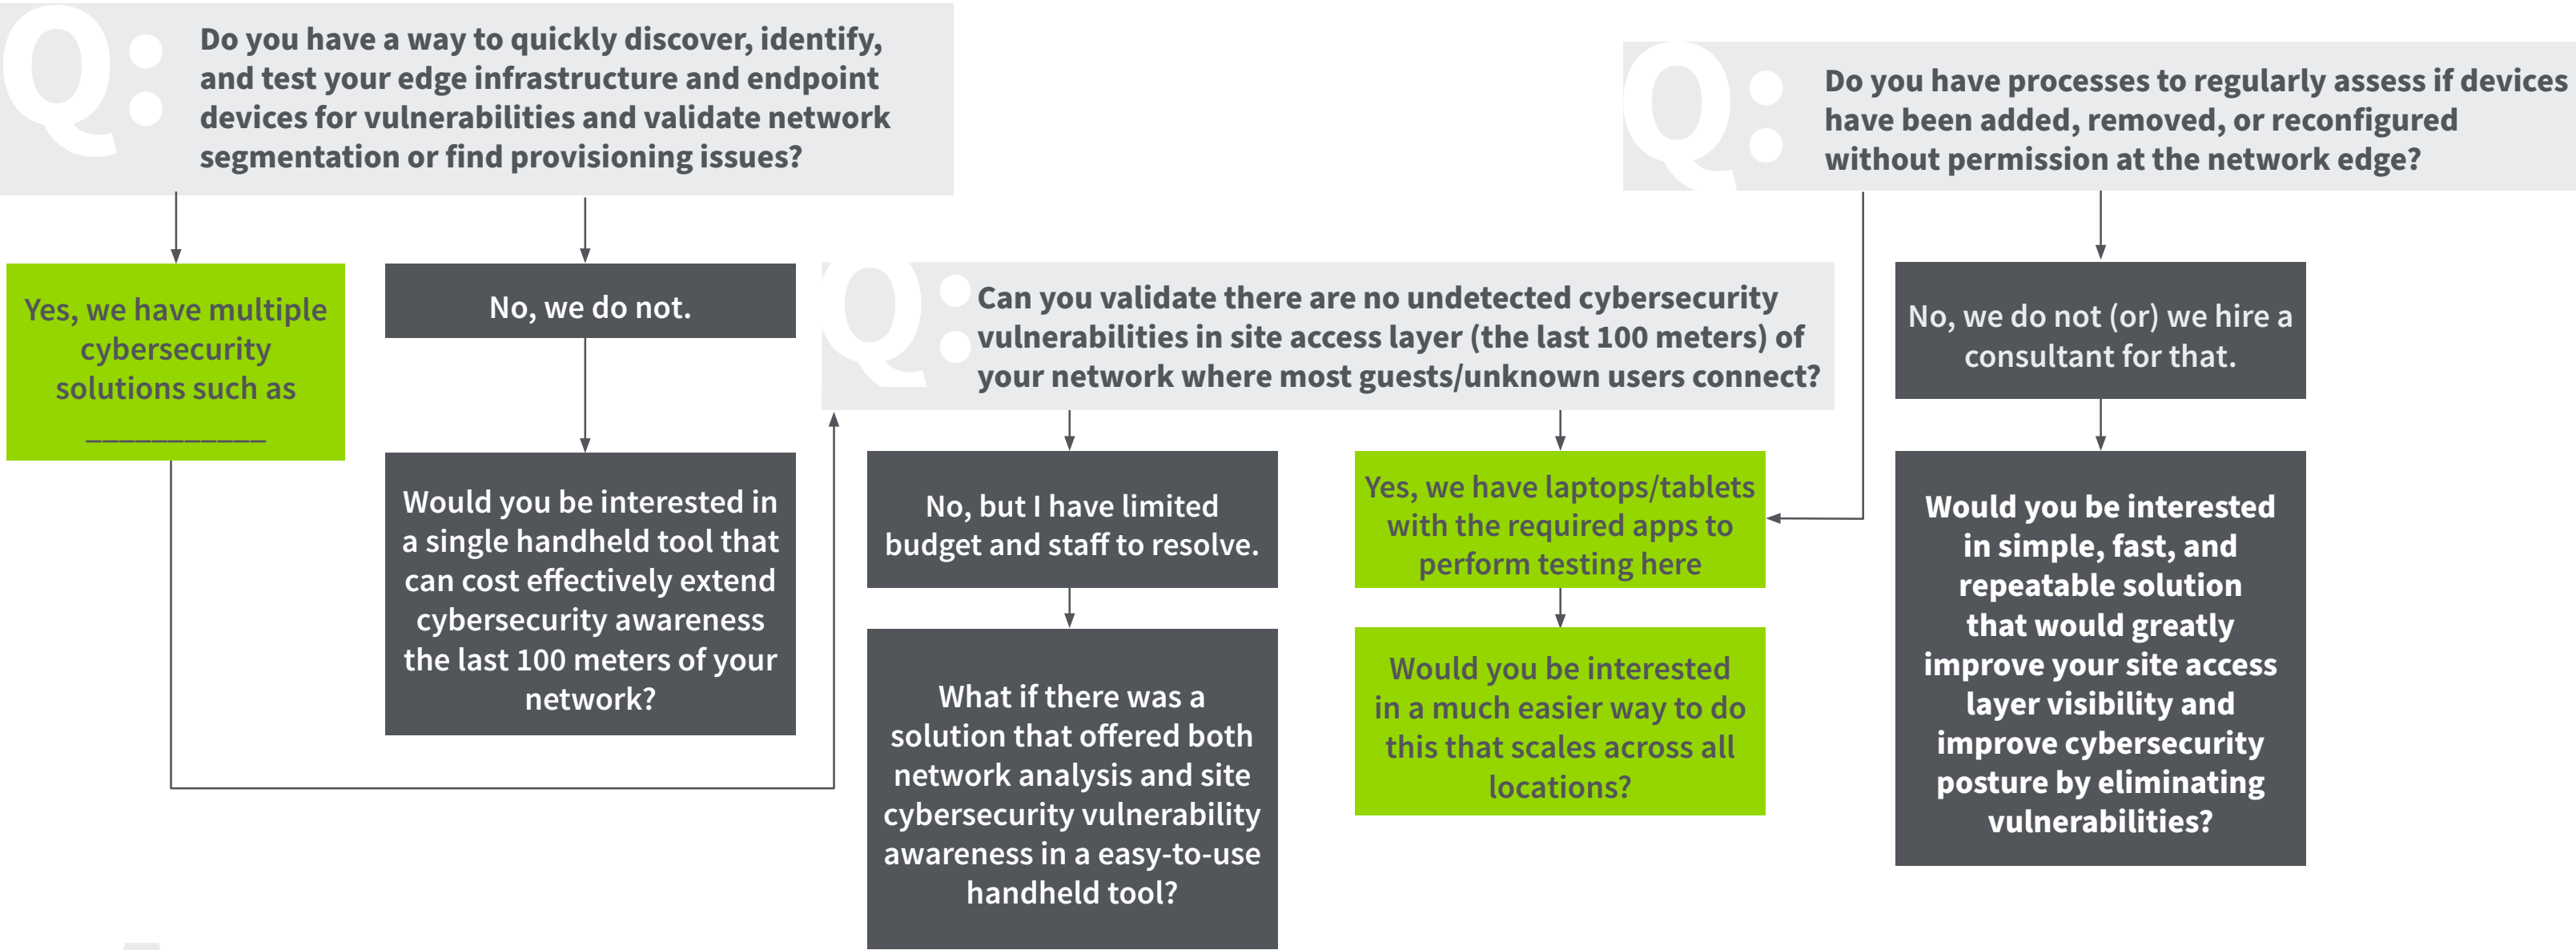 Q:
Do you have a way to quickly discover, identify,
and test your edge infrastructure and endpoint
devices for vulnerabilities and validate network
segmentation or find provisioning issues?
Q:
Do you have processes to regularly assess if devices
have been added, removed, or reconfigured
without permission at the network edge?
Yes, we have multiple
cybersecurity
solutions such as
___________
No, we do not.
Q:
Can you validate there are no undetected cybersecurity
vulnerabilities in site access layer (the last 100 meters) of
your network where most guests/unknown users connect?
No, we do not (or) we hire a
consultant for that.
Would you be interested in
a single handheld tool that
can cost effectively extend
cybersecurity awareness
the last 100 meters of your
network?
No, but I have limited
budget and staff to resolve.
Yes, we have laptops/tablets
with the required apps to
perform testing here
Would you be interested
in simple, fast, and
repeatable solution
that would greatly
improve your site access
layer visibility and
improve cybersecurity
posture by eliminating
vulnerabilities?
What if there was a
solution that offered both
network analysis and site
cybersecurity vulnerability
awareness in a easy-to-use
handheld tool?
Would you be interested
in a much easier way to do
this that scales across all
locations?